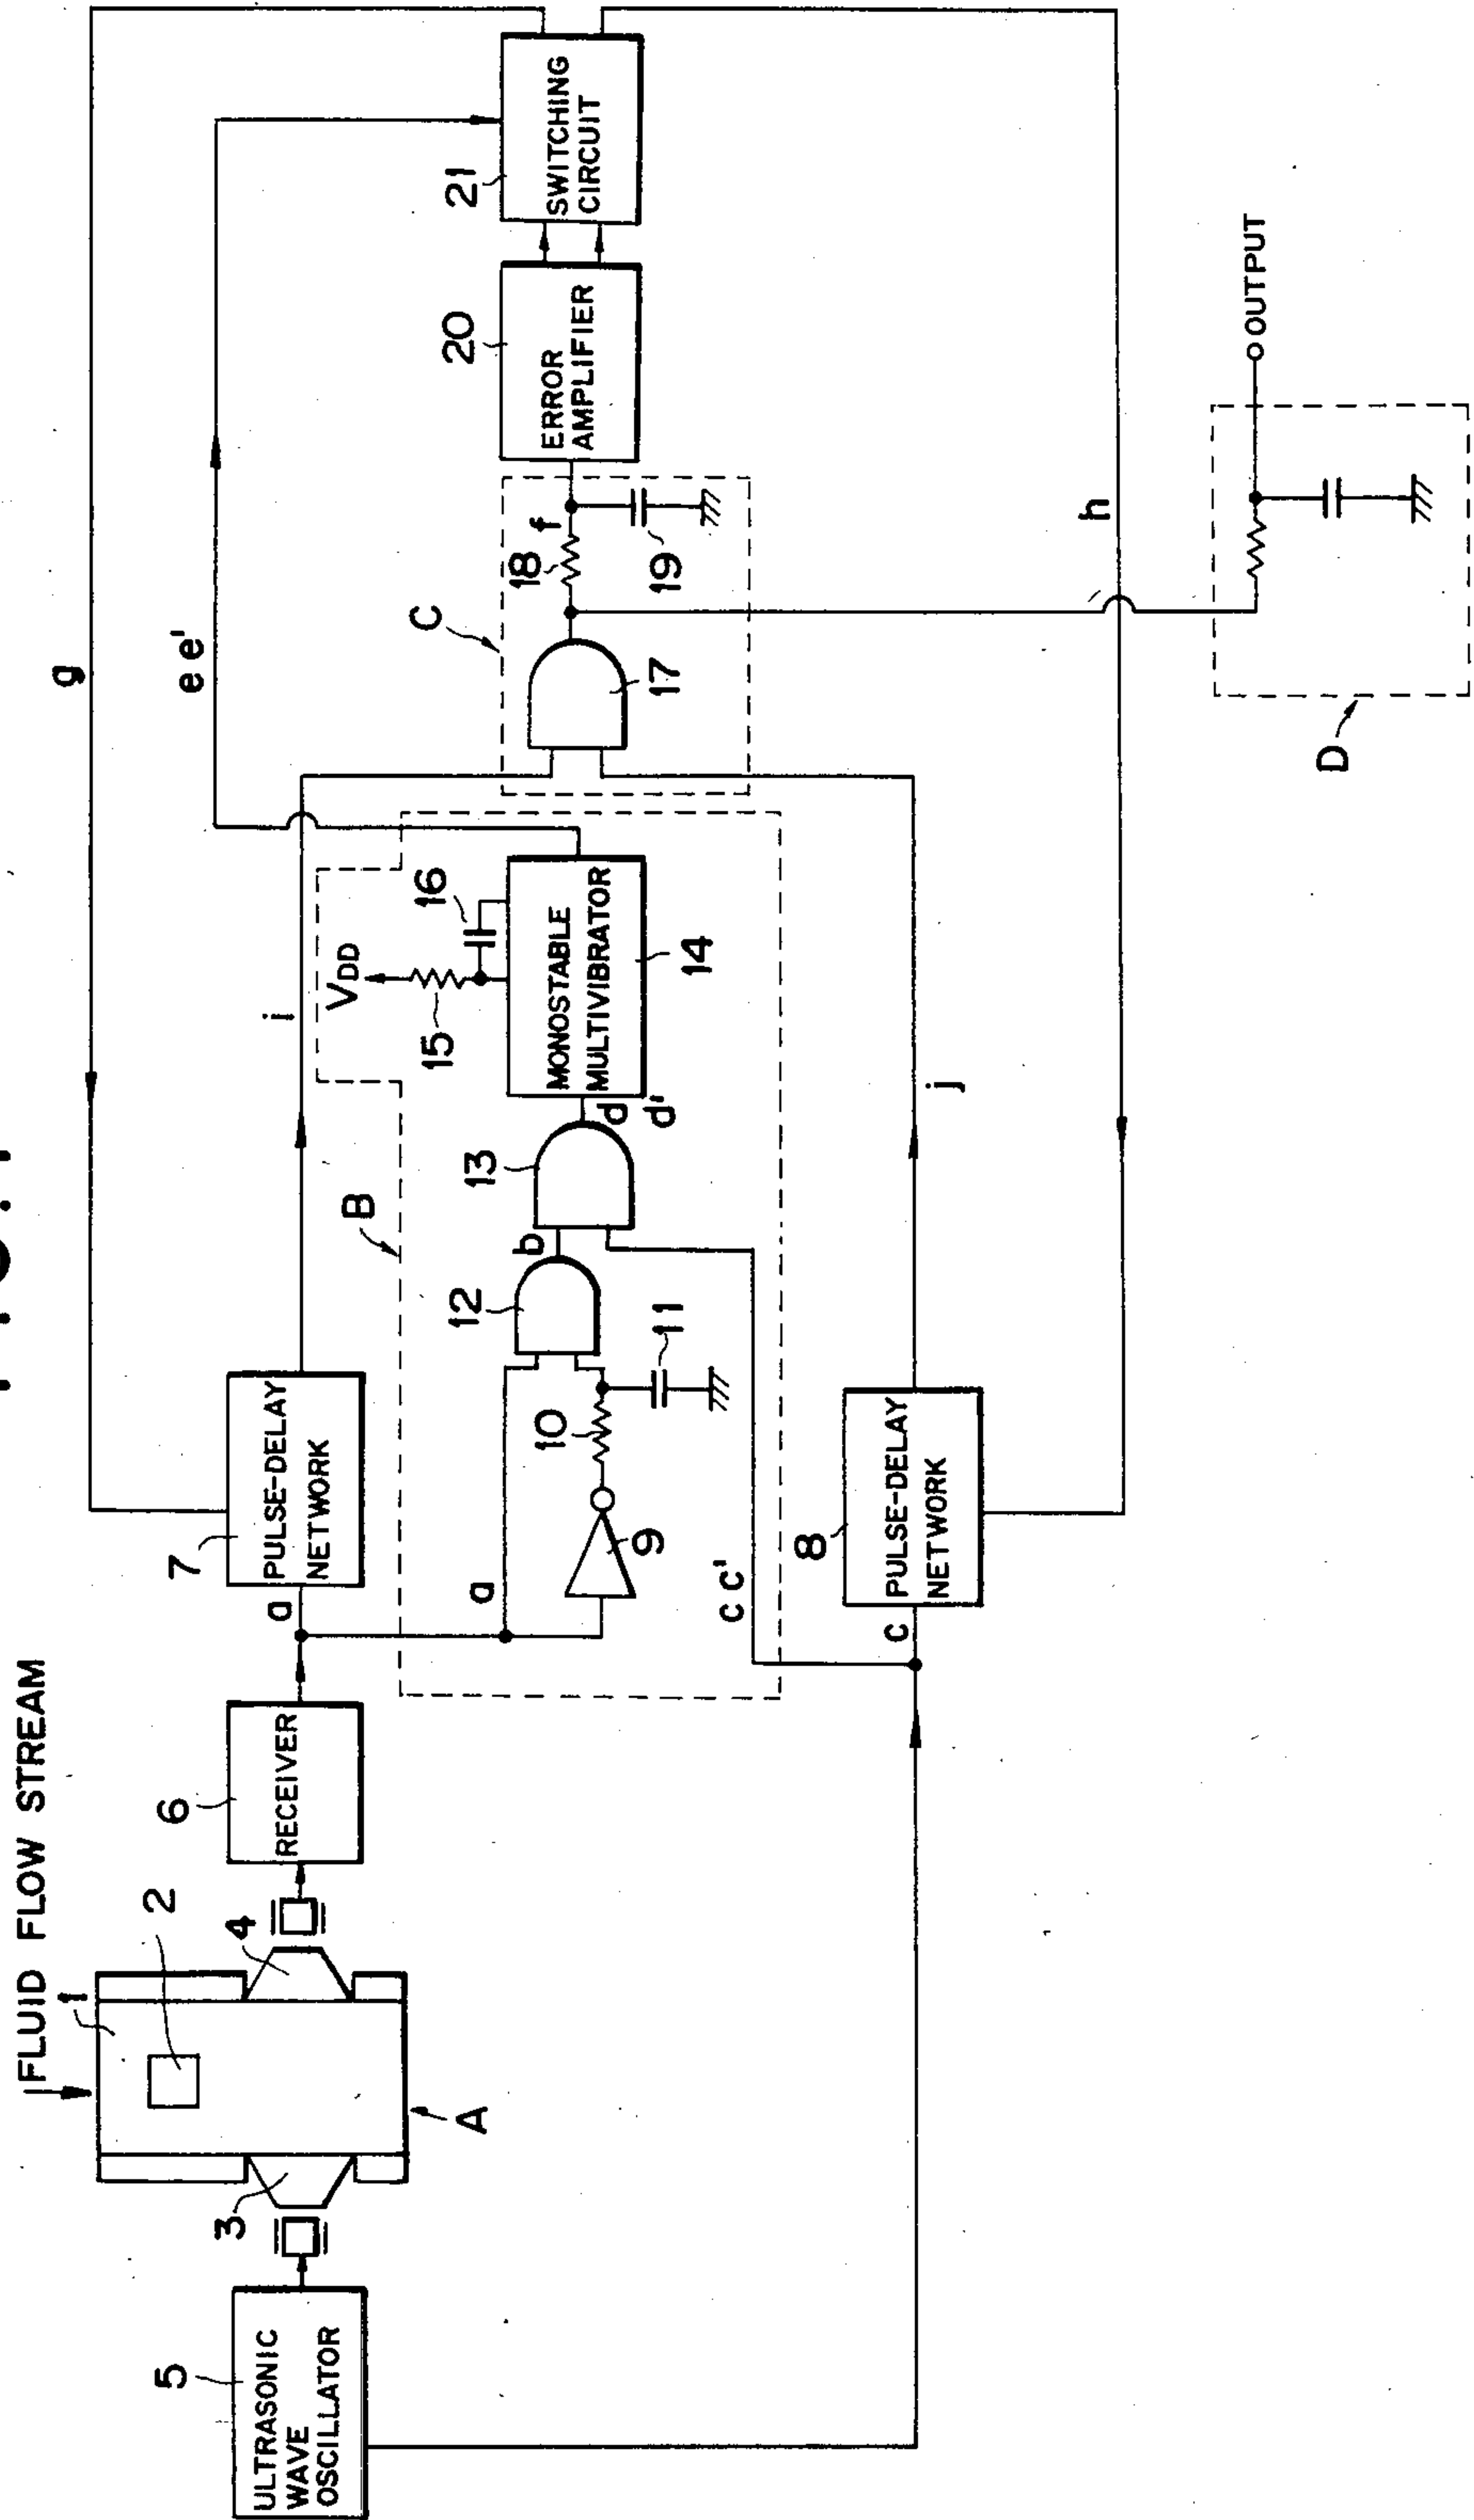 FLUID FLOW STREAM
1
2
3
4
A
5
ULTRASONIC
WAVE
OSCILLATOR
6
RECEIVER
a
7
PULSE-DELAY
NETWORK
g
i
e e'
B
a
9
10
11
12
b
13
d
d'
VDD
15
16
MONOSTABLE
MULTIVIBRATOR
14
c c'
c
8
PULSE-DELAY
NETWORK
j
h
C
17
18
f
19
20
ERROR
AMPLIFIER
21
SWITCHING
CIRCUIT
D
OUTPUT